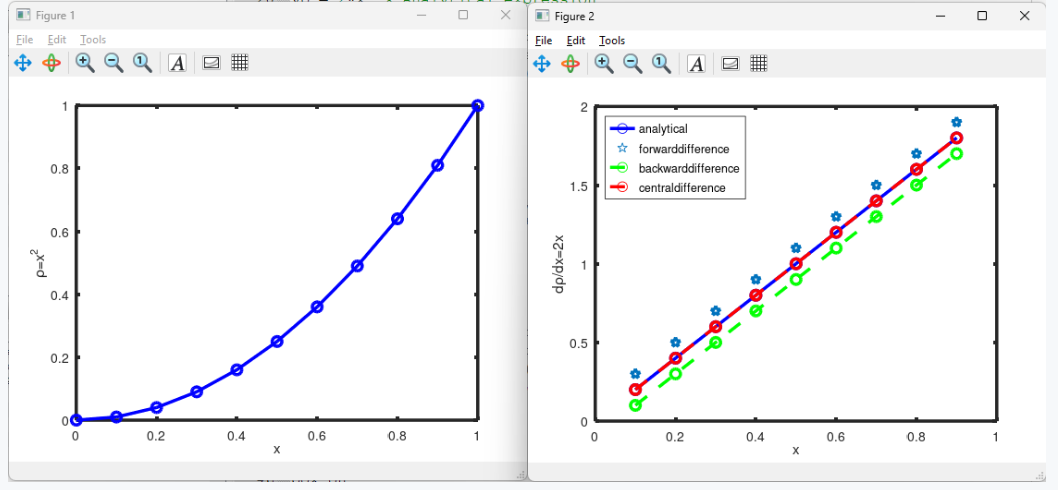 Figure 1
File Edit Tools
A
1
0.8
0.6
0.4
0.2
0
ρ=x²
0 0.2 0.4 0.6 0.8 1
x
Figure 2
File Edit Tools
A
2
1.5
1
0.5
0
dρ/dx=2x
analytical
forwarddifference
backwarddifference
centraldifference
0 0.2 0.4 0.6 0.8 1
x